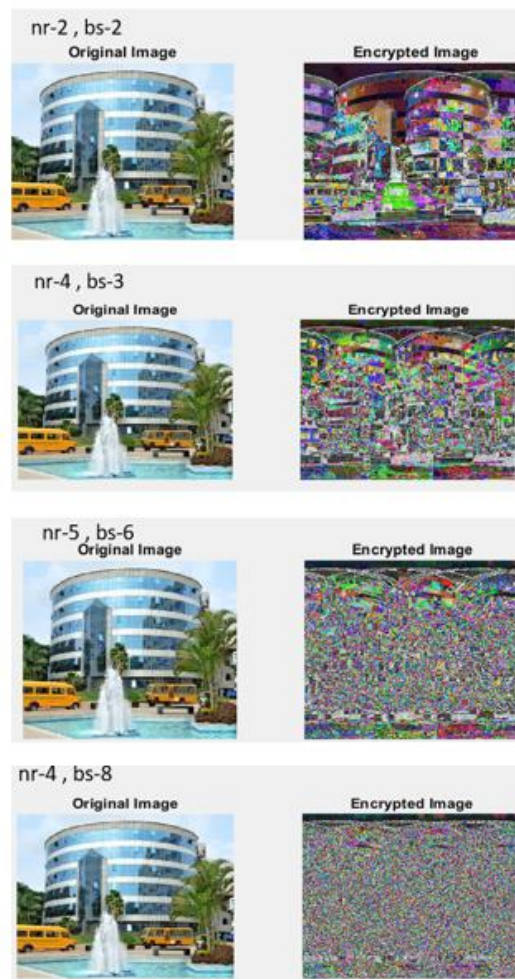 nr-2 , bs-2
Original Image Encrypted Image
nr-4 , bs-3
Original Image Encrypted Image
nr-5 , bs-6
Original Image Encrypted Image
nr-4 , bs-8
Original Image Encrypted Image